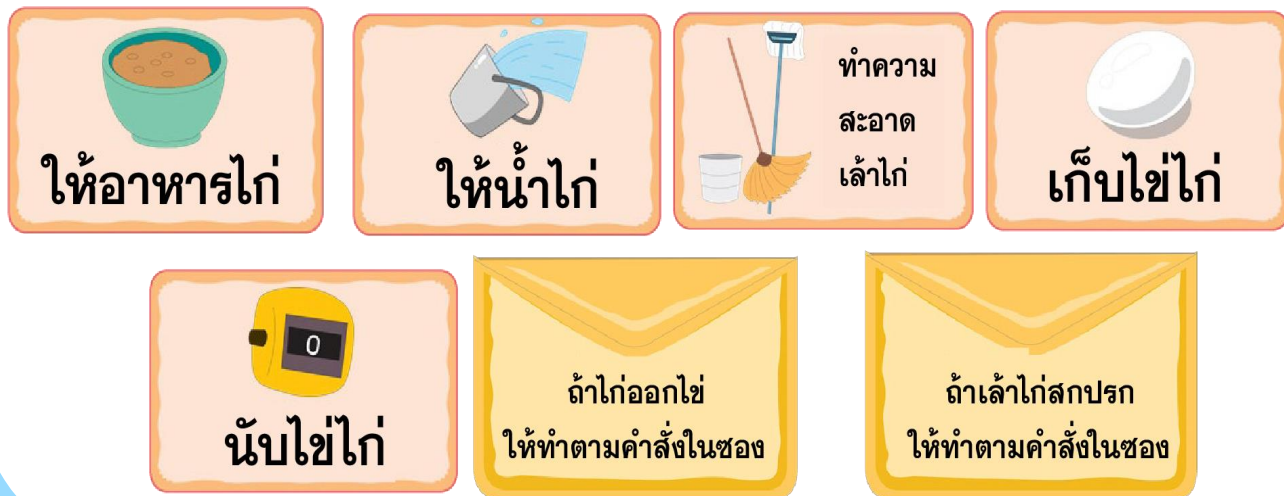 ให้อาหารไก่
ให้น้ำไก่
ทำความ
สะอาด
เล้าไก่
เก็บไข่ไก่
0
นับไข่ไก่
ถ้าไก่ออกไข่
ให้ทำตามคำสั่งในซอง
ถ้าเล้าไก่สกปรก
ให้ทำตามคำสั่งในซอง